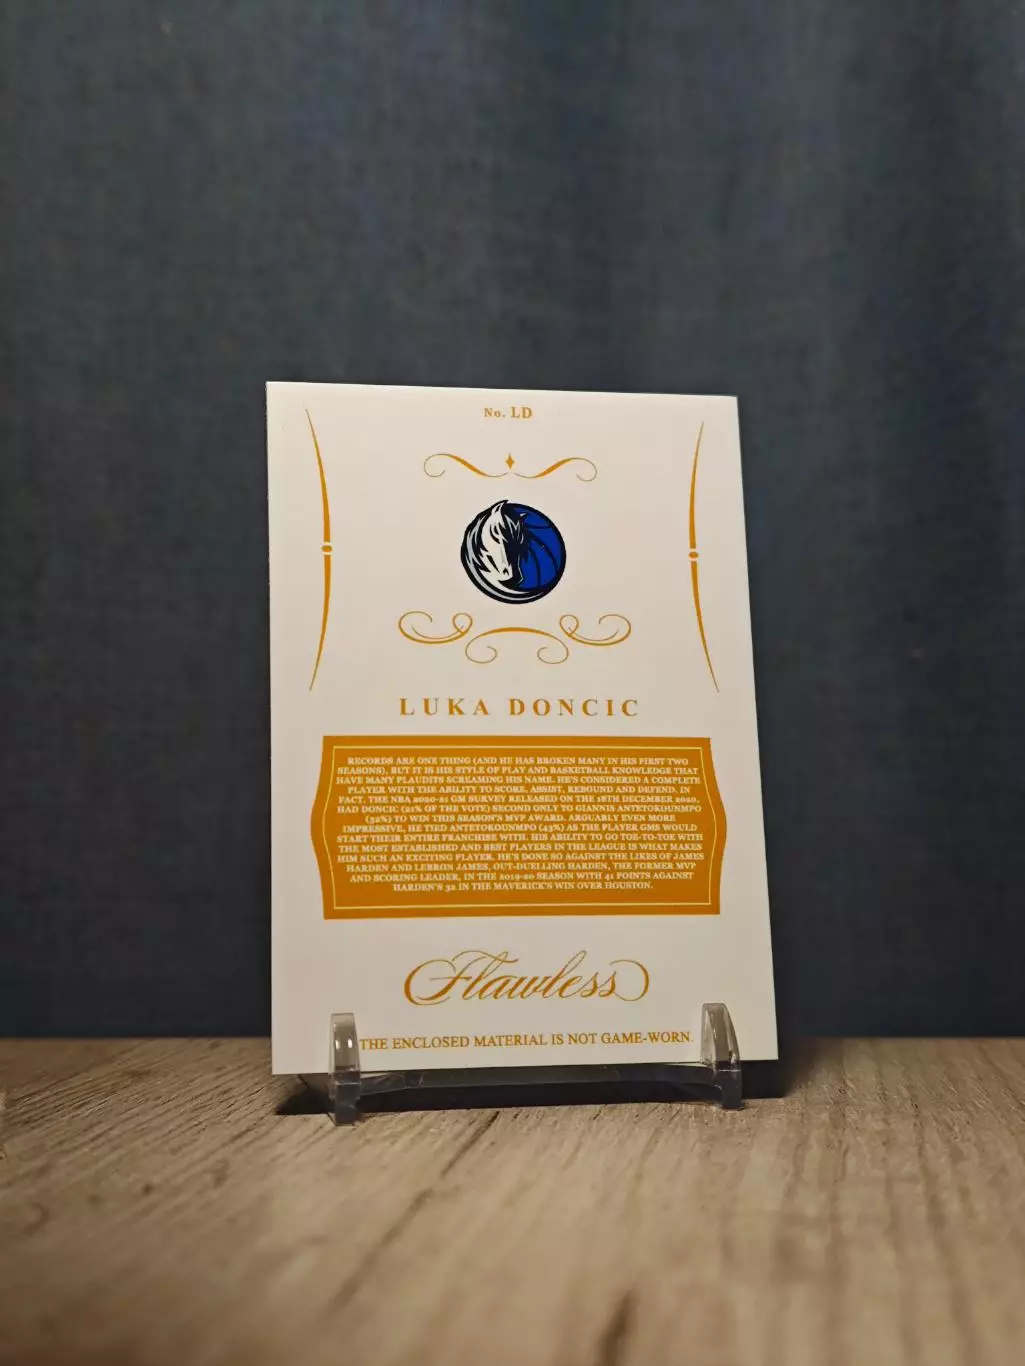 No. LD
LUKA DONCIC
RECORDS ARE ONE THING (AND HE HAS BROKEN MANY IN HIS FIRST TWO
SEASONS), BUT IT IS HIS STYLE OF PLAY AND BASKETBALL KNOWLEDGE THAT
HAVE MANY PLAUDITS SCREAMING HIS NAME. HE'S CONSIDERED A COMPLETE
PLAYER WITH THE ABILITY TO SCORE, ASSIST, REBOUND AND DEFEND. IN
FACT, THE NBA 2020-21 GM SURVEY RELEASED ON THE 18TH DECEMBER 2020,
HAD DONCIC (21% OF THE VOTE) SECOND ONLY TO GIANNIS ANTETOKOUNMPO
(32%) TO WIN THIS SEASON'S MVP AWARD. ARGUABLY EVEN MORE
IMPRESSIVE, HE TIED ANTETOKOUNMPO (43%) AS THE PLAYER GMS WOULD
START THEIR ENTIRE FRANCHISE WITH. HIS ABILITY TO GO TOE-TO-TOE WITH
THE MOST ESTABLISHED AND BEST PLAYERS IN THE LEAGUE IS WHAT MAKES
HIM SUCH AN EXCITING PLAYER. HE'S DONE SO AGAINST THE LIKES OF JAMES
HARDEN AND LEBRON JAMES, OUT-DUELLING HARDEN, THE FORMER MVP
AND SCORING LEADER, IN THE 2019-20 SEASON WITH 41 POINTS AGAINST
HARDEN'S 32 IN THE MAVERICK'S WIN OVER HOUSTON.
Flawless
THE ENCLOSED MATERIAL IS NOT GAME-WORN.